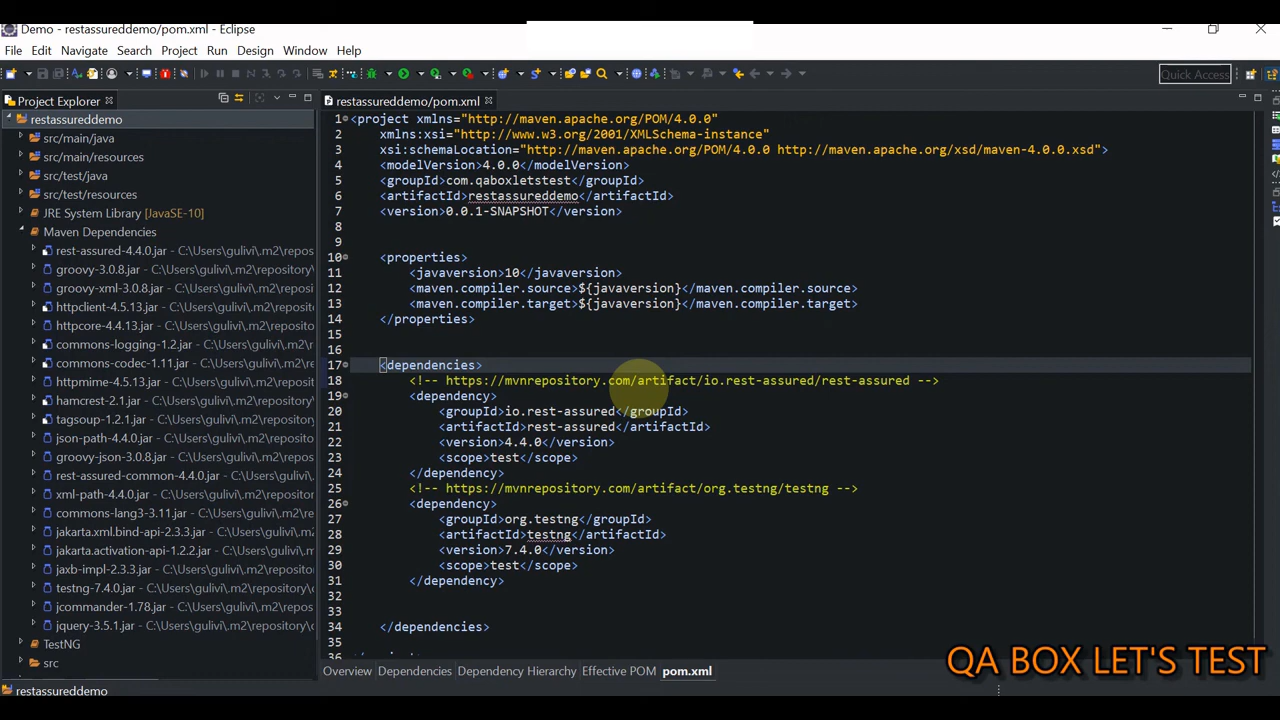 Demo - restassureddemo/pom.xml - Eclipse
File Edit Navigate Search Project Run Design Window Help
Quick Access
Project Explorer
restassureddemo
src/main/java
src/main/resources
src/test/java
src/test/resources
JRE System Library [JavaSE-10]
Maven Dependencies
rest-assured-4.4.0.jar - C:\Users\gulivi\.m2\repos
groovy-3.0.8.jar - C:\Users\gulivi\.m2\repository\
groovy-xml-3.0.8.jar - C:\Users\gulivi\.m2\reposito
httpclient-4.5.13.jar - C:\Users\gulivi\.m2\reposito
httpcore-4.4.13.jar - C:\Users\gulivi\.m2\reposito
commons-logging-1.2.jar - C:\Users\gulivi\.m2\re
commons-codec-1.11.jar - C:\Users\gulivi\.m2\re
httpmime-4.5.13.jar - C:\Users\gulivi\.m2\reposit
hamcrest-2.1.jar - C:\Users\gulivi\.m2\repository\
tagsoup-1.2.1.jar - C:\Users\gulivi\.m2\repository
json-path-4.4.0.jar - C:\Users\gulivi\.m2\reposito
groovy-json-3.0.8.jar - C:\Users\gulivi\.m2\reposi
rest-assured-common-4.4.0.jar - C:\Users\gulivi\.
xml-path-4.4.0.jar - C:\Users\gulivi\.m2\repositor
commons-lang3-3.11.jar - C:\Users\gulivi\.m2\re
jakarta.xml.bind-api-2.3.3.jar - C:\Users\gulivi\.m
jakarta.activation-api-1.2.2.jar - C:\Users\gulivi\.
jaxb-impl-2.3.3.jar - C:\Users\gulivi\.m2\reposito
testng-7.4.0.jar - C:\Users\gulivi\.m2\repository\o
jcommander-1.78.jar - C:\Users\gulivi\.m2\repos
jquery-3.5.1.jar - C:\Users\gulivi\.m2\repository\o
TestNG
src
restassureddemo
restassureddemo/pom.xml
1 <project xmlns="http://maven.apache.org/POM/4.0.0"
2 xmlns:xsi="http://www.w3.org/2001/XMLSchema-instance"
3 xsi:schemaLocation="http://maven.apache.org/POM/4.0.0 http://maven.apache.org/xsd/maven-4.0.0.xsd">
4 <modelVersion>4.0.0</modelVersion>
5 <groupId>com.qaboxletstest</groupId>
6 <artifactId>restassureddemo</artifactId>
7 <version>0.0.1-SNAPSHOT</version>
8
9
10 <properties>
11 <javaversion>10</javaversion>
12 <maven.compiler.source>${javaversion}</maven.compiler.source>
13 <maven.compiler.target>${javaversion}</maven.compiler.target>
14 </properties>
15
16
17 <dependencies>
18 <!-- https://mvnrepository.com/artifact/io.rest-assured/rest-assured -->
19 <dependency>
20 <groupId>io.rest-assured</groupId>
21 <artifactId>rest-assured</artifactId>
22 <version>4.4.0</version>
23 <scope>test</scope>
24 </dependency>
25 <!-- https://mvnrepository.com/artifact/org.testng/testng -->
26 <dependency>
27 <groupId>org.testng</groupId>
28 <artifactId>testng</artifactId>
29 <version>7.4.0</version>
30 <scope>test</scope>
31 </dependency>
32
33
34 </dependencies>
35
36
Overview Dependencies Dependency Hierarchy Effective POM pom.xml
QA BOX LET'S TEST